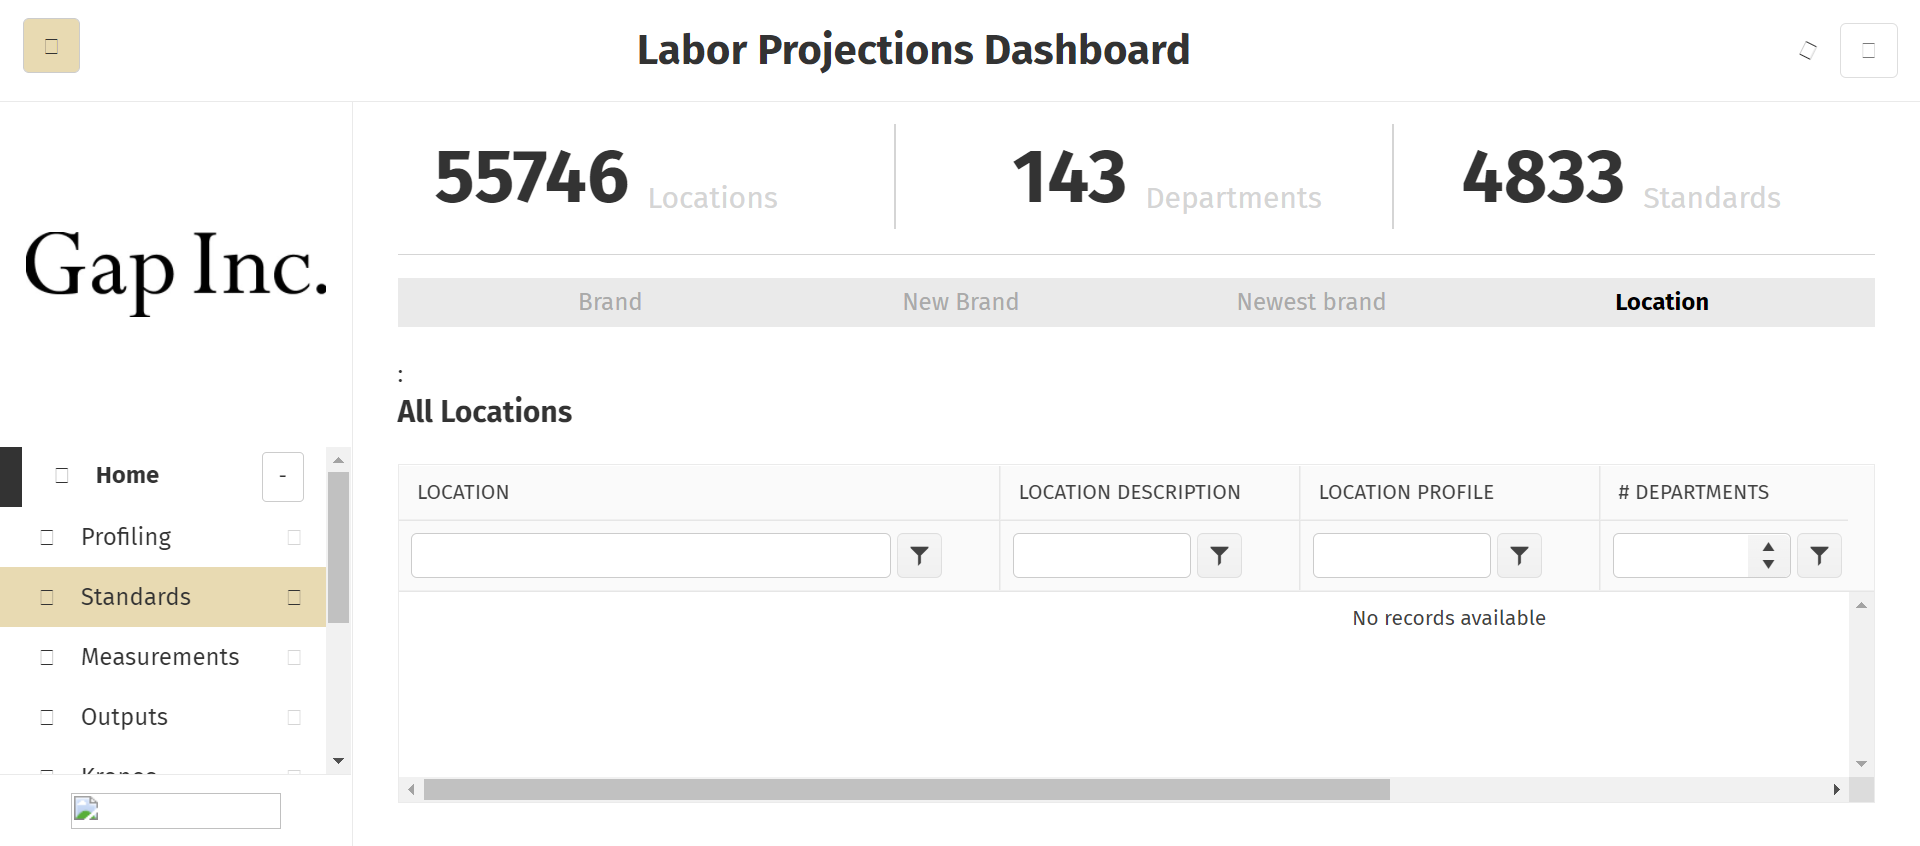 Labor Projections Dashboard
55746 Locations
143 Departments
4833 Standards
Gap Inc.
Brand
New Brand
Newest brand
Location
:
All Locations
Home
-
Profiling
Standards
Measurements
Outputs
LOCATION
LOCATION DESCRIPTION
LOCATION PROFILE
# DEPARTMENTS
No records available